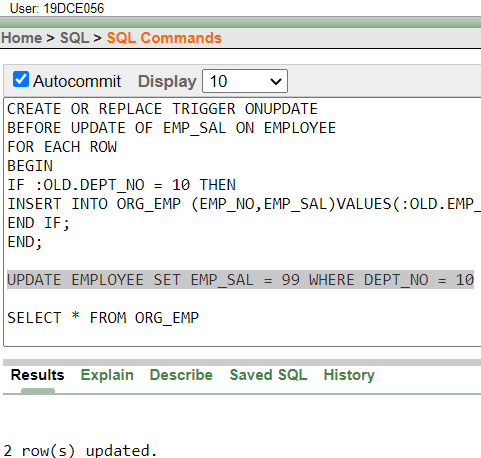 User: 19DCE056
Home > SQL > SQL Commands
Autocommit Display 10
CREATE OR REPLACE TRIGGER ONUPDATE
BEFORE UPDATE OF EMP_SAL ON EMPLOYEE
FOR EACH ROW
BEGIN
IF :OLD.DEPT_NO = 10 THEN
INSERT INTO ORG_EMP (EMP_NO,EMP_SAL)VALUES(:OLD.EMP_
END IF;
END;
UPDATE EMPLOYEE SET EMP_SAL = 99 WHERE DEPT_NO = 10
SELECT * FROM ORG_EMP
Results Explain Describe Saved SQL History
2 row(s) updated.